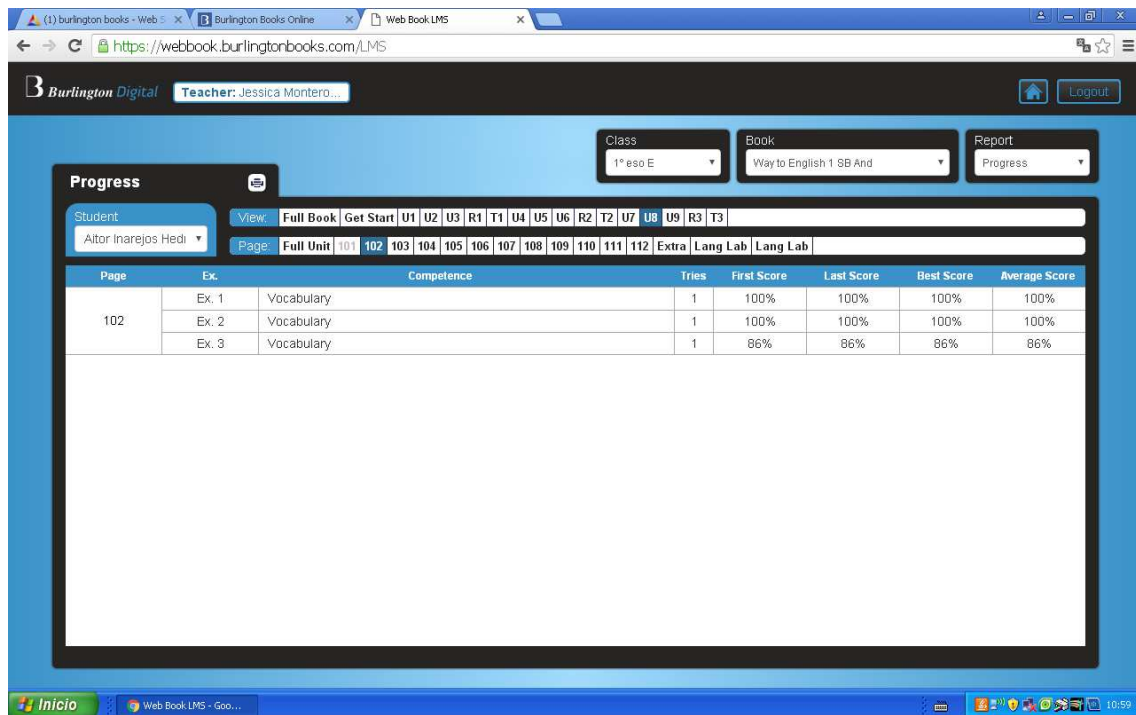 (1) burlington books - Web S Burlington Books Online Web Book LMS
https://webbook.burlingtonbooks.com/LMS
B Burlington Digital Teacher: Jessica Montero... Logout
Class Book Report
1º eso E Way to English 1 SB And Progress
Progress
Student
Aitor Inarejos Hedi
View: Full Book Get Start U1 U2 U3 R1 T1 U4 U5 U6 R2 T2 U7 U8 U9 R3 T3
Page: Full Unit 101 102 103 104 105 106 107 108 109 110 111 112 Extra Lang Lab Lang Lab
Page Ex. Competence Tries First Score Last Score Best Score Average Score
102 Ex. 1 Vocabulary 1 100% 100% 100% 100%
Ex. 2 Vocabulary 1 100% 100% 100% 100%
Ex. 3 Vocabulary 1 86% 86% 86% 86%
Inicio Web Book LMS - Goo... 10:59